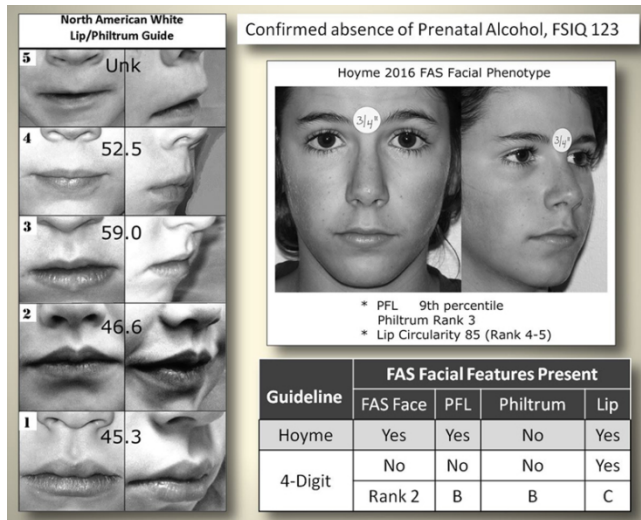 North American White
Lip/Philtrum Guide
5
Unk
4
52.5
3
59.0
2
46.6
1
45.3
Confirmed absence of Prenatal Alcohol, FSIQ 123
Hoyme 2016 FAS Facial Phenotype
3/4"
3/4"
* PFL 9th percentile
Philtrum Rank 3
* Lip Circularity 85 (Rank 4-5)
Guideline
FAS Facial Features Present
FAS Face PFL Philtrum Lip
Hoyme Yes Yes No Yes
4-Digit
No No No Yes
Rank 2 B B C